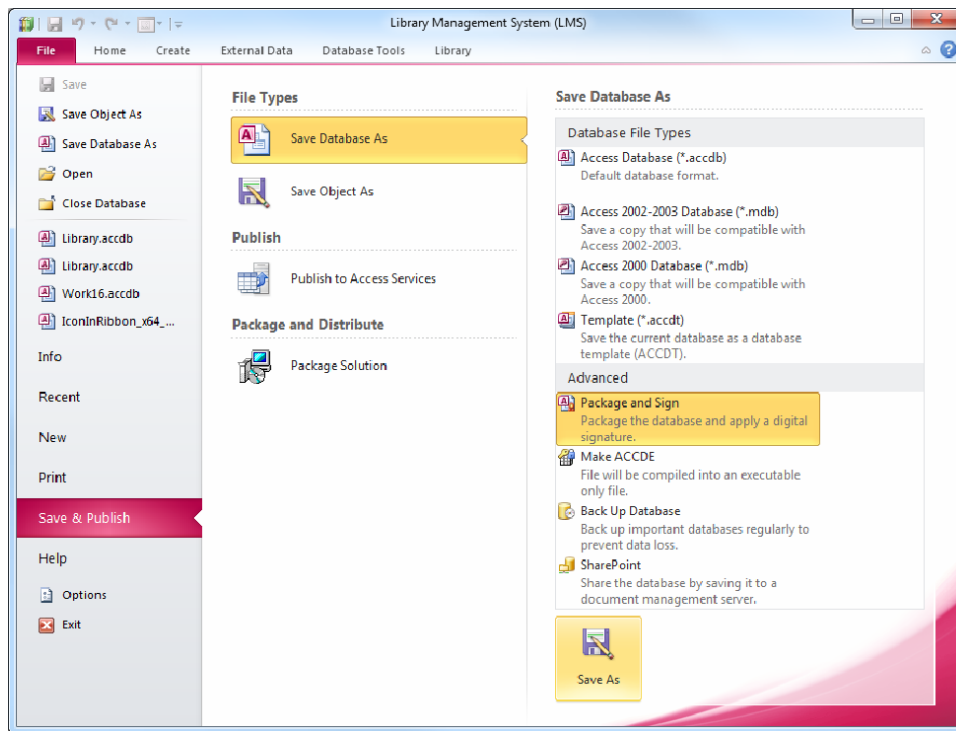 Library Management System (LMS)
File Home Create External Data Database Tools Library
Save
Save Object As
Save Database As
Open
Close Database
Library.accdb
Library.accdb
Work16.accdb
IconInRibbon_x64_...
Info
Recent
New
Print
Save & Publish
Help
Options
Exit
File Types
Save Database As
Save Object As
Publish
Publish to Access Services
Package and Distribute
Package Solution
Save Database As
Database File Types
Access Database (*.accdb)
Default database format.
Access 2002-2003 Database (*.mdb)
Save a copy that will be compatible with
Access 2002-2003.
Access 2000 Database (*.mdb)
Save a copy that will be compatible with
Access 2000.
Template (*.accdt)
Save the current database as a database
template (ACCDT).
Advanced
Package and Sign
Package the database and apply a digital
signature.
Make ACCDE
File will be compiled into an executable
only file.
Back Up Database
Back up important databases regularly to
prevent data loss.
SharePoint
Share the database by saving it to a
document management server.
Save As